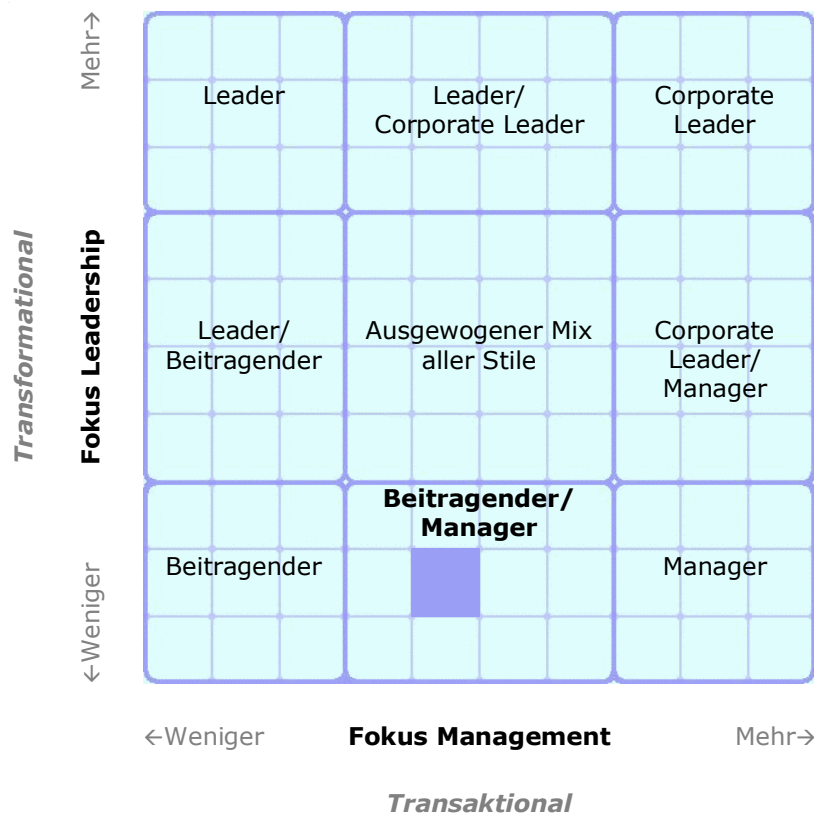 Mehr→
Leader
Leader/
Corporate Leader
Corporate
Leader
Transformational
Fokus Leadership
Leader/
Beitragender
Ausgewogener Mix
aller Stile
Corporate
Leader/
Manager
Beitragender/
Manager
Beitragender
Manager
←Weniger
←Weniger
Fokus Management
Mehr→
Transaktional